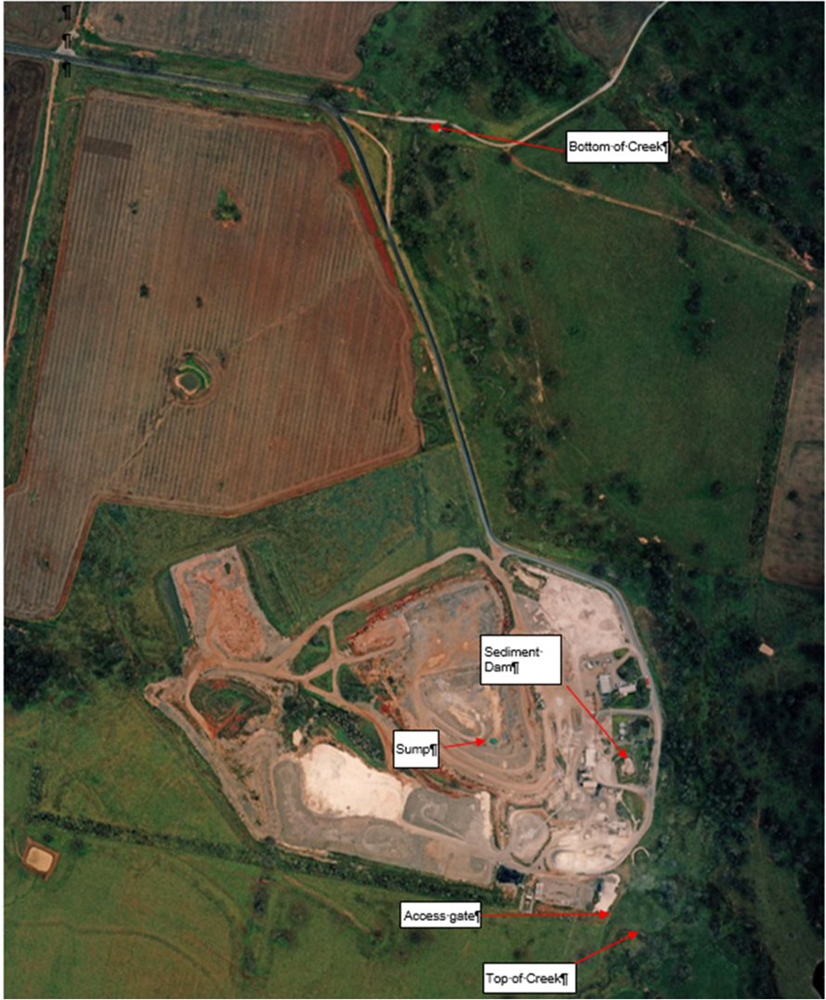 ¶
¶
¶
Bottom·of·Creek¶
Sediment·
Dam¶
Sump¶
Access·gate¶
Top·of·Creek¶